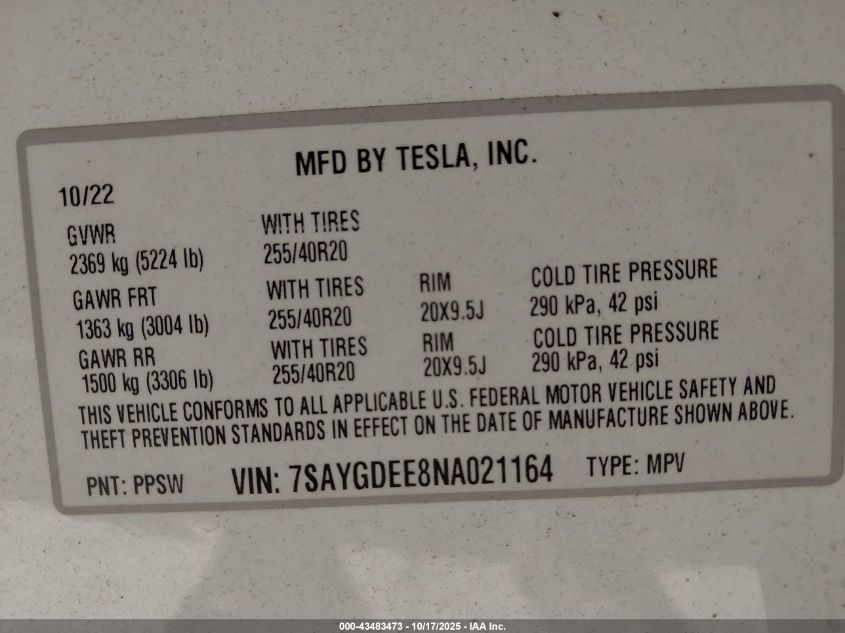 MFD BY TESLA, INC.
10/22
GVWR WITH TIRES
2369 kg (5224 lb) 255/40R20
GAWR FRT WITH TIRES RIM COLD TIRE PRESSURE
1363 kg (3004 lb) 255/40R20 20X9.5J 290 kPa, 42 psi
GAWR RR WITH TIRES RIM COLD TIRE PRESSURE
1500 kg (3306 lb) 255/40R20 20X9.5J 290 kPa, 42 psi
THIS VEHICLE CONFORMS TO ALL APPLICABLE U.S. FEDERAL MOTOR VEHICLE SAFETY AND
THEFT PREVENTION STANDARDS IN EFFECT ON THE DATE OF MANUFACTURE SHOWN ABOVE.
PNT: PPSW VIN: 7SAYGDEE8NA021164 TYPE: MPV
000-43483473 - 10/17/2025 - IAA Inc.